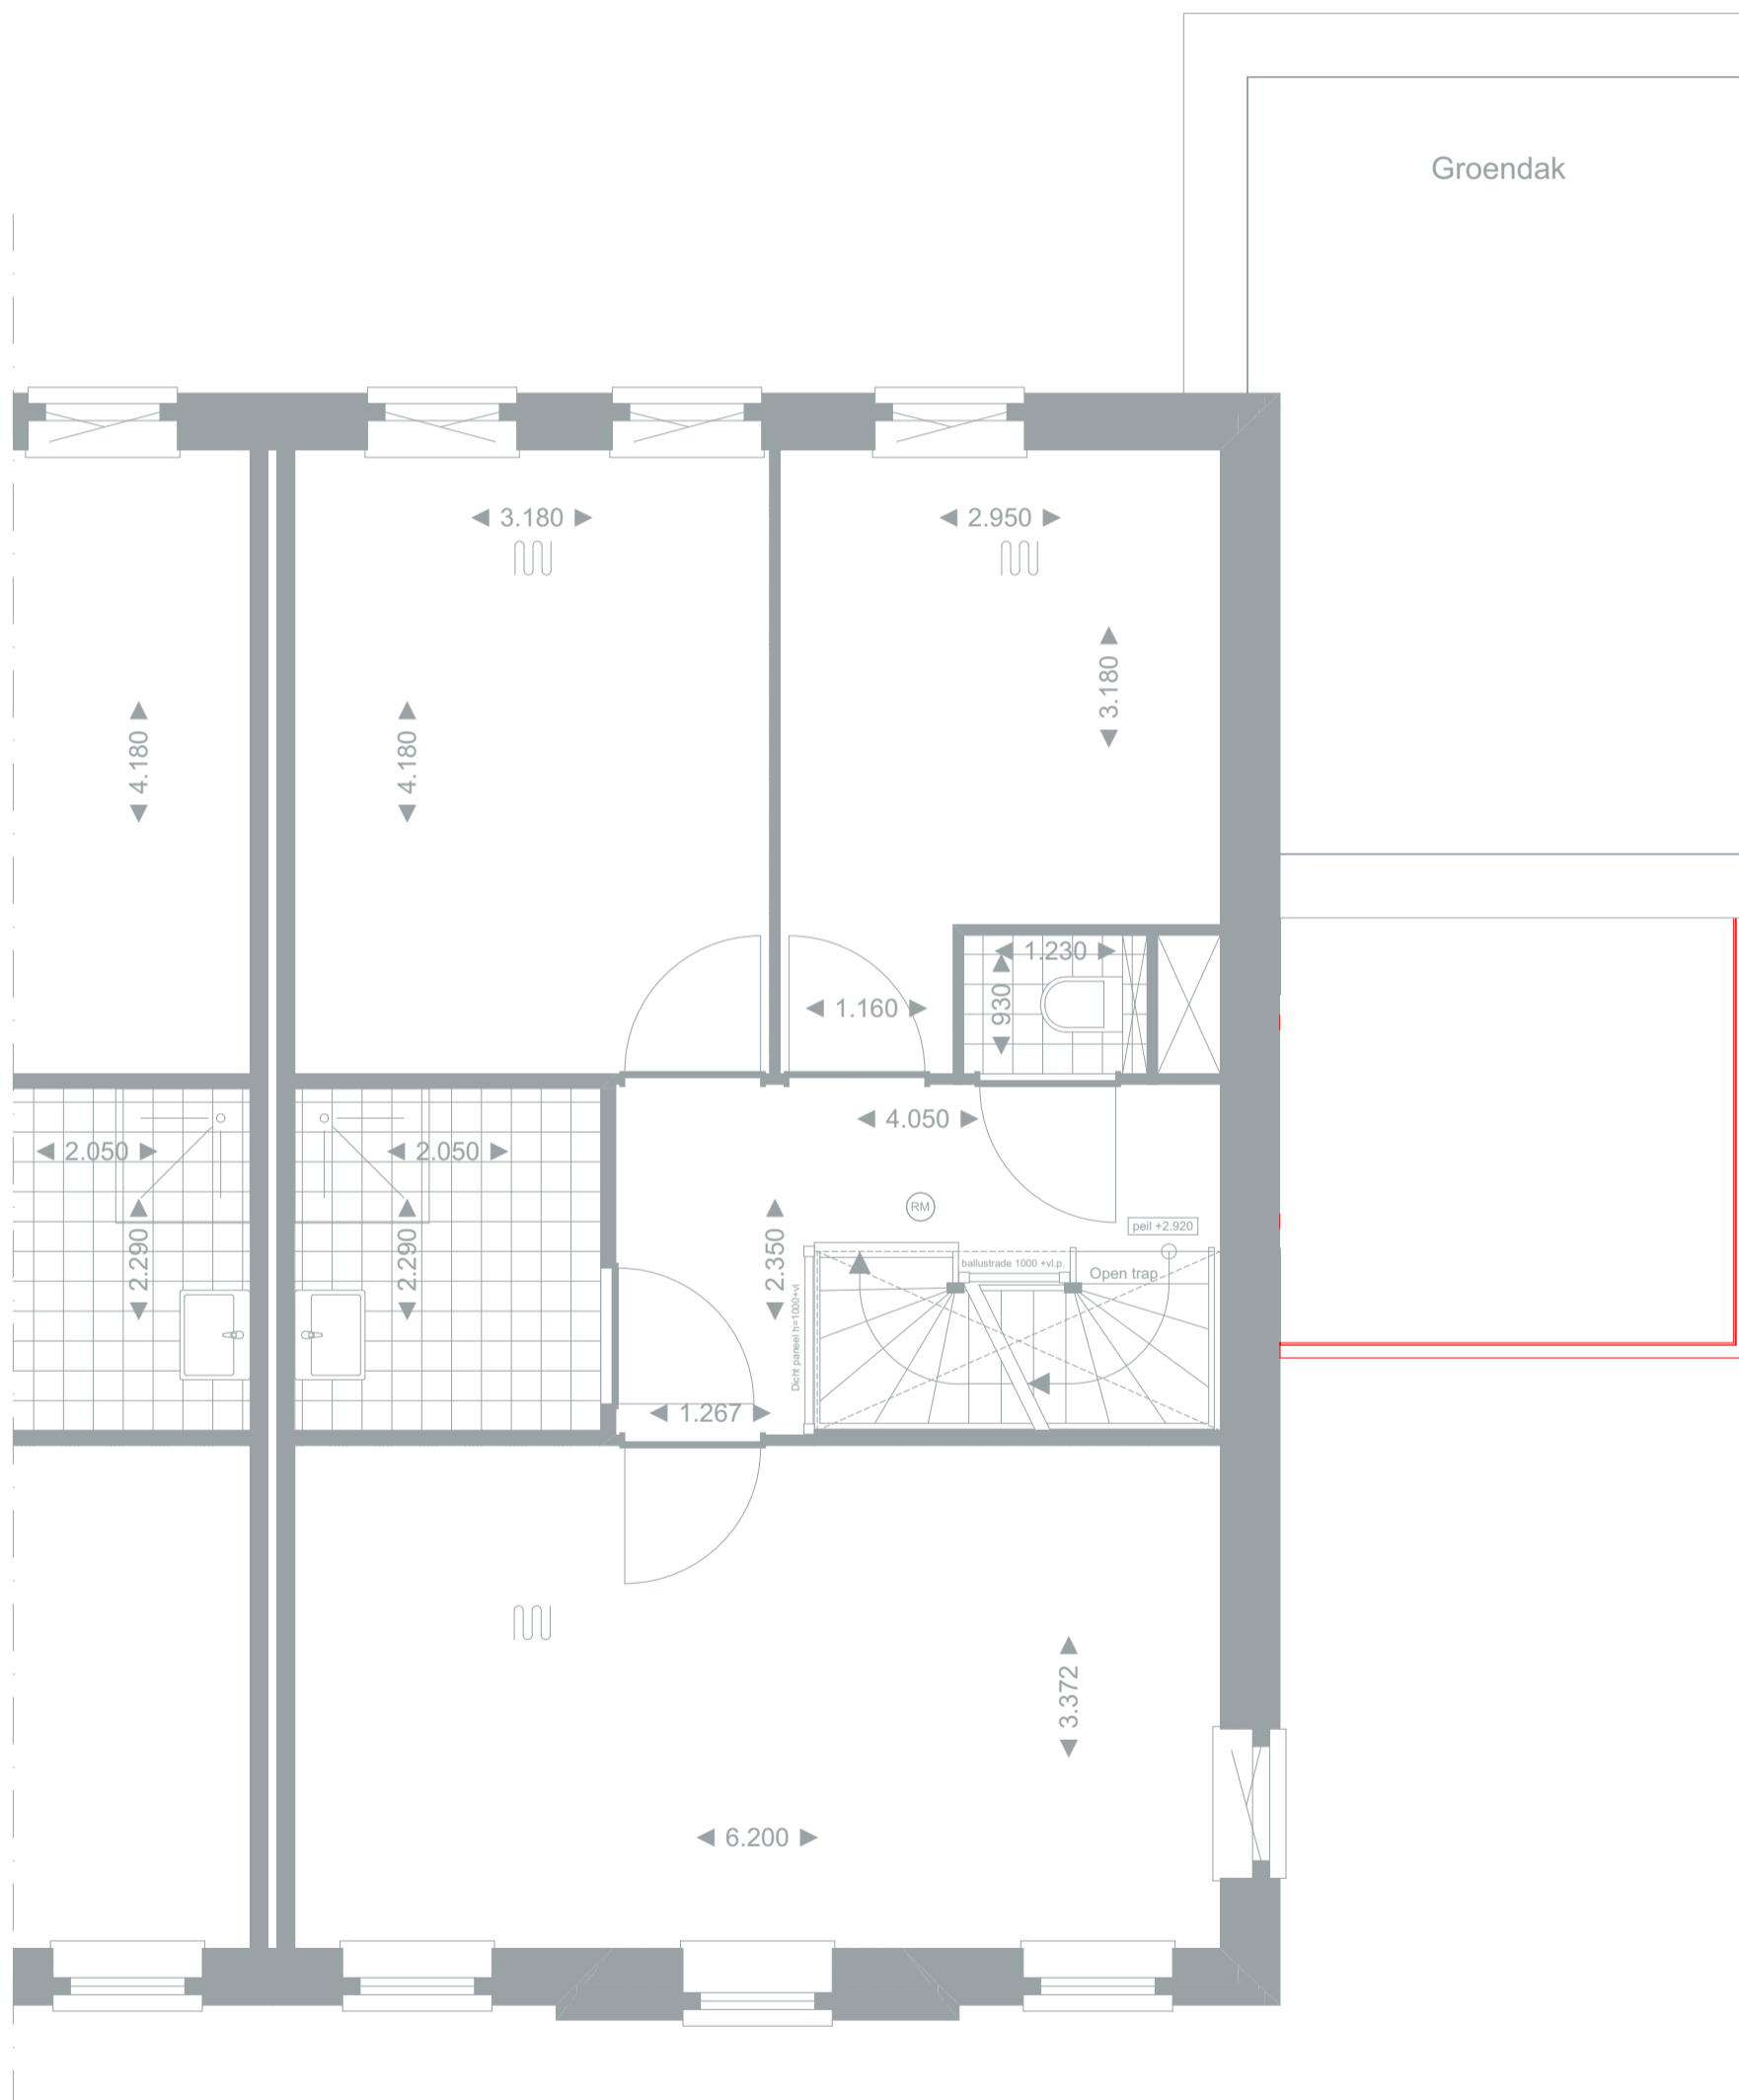 Groendak
3.180
2.950
3.180
4.180
4.180
1.230
930
1.160
4.050
2.050
2.050
RM
peil +2.920
2.290
2.290
2.350
ballustrade 1000 +vl.p.
Open trap
Dicht paneel h=1000+vl
1.267
3.372
6.200